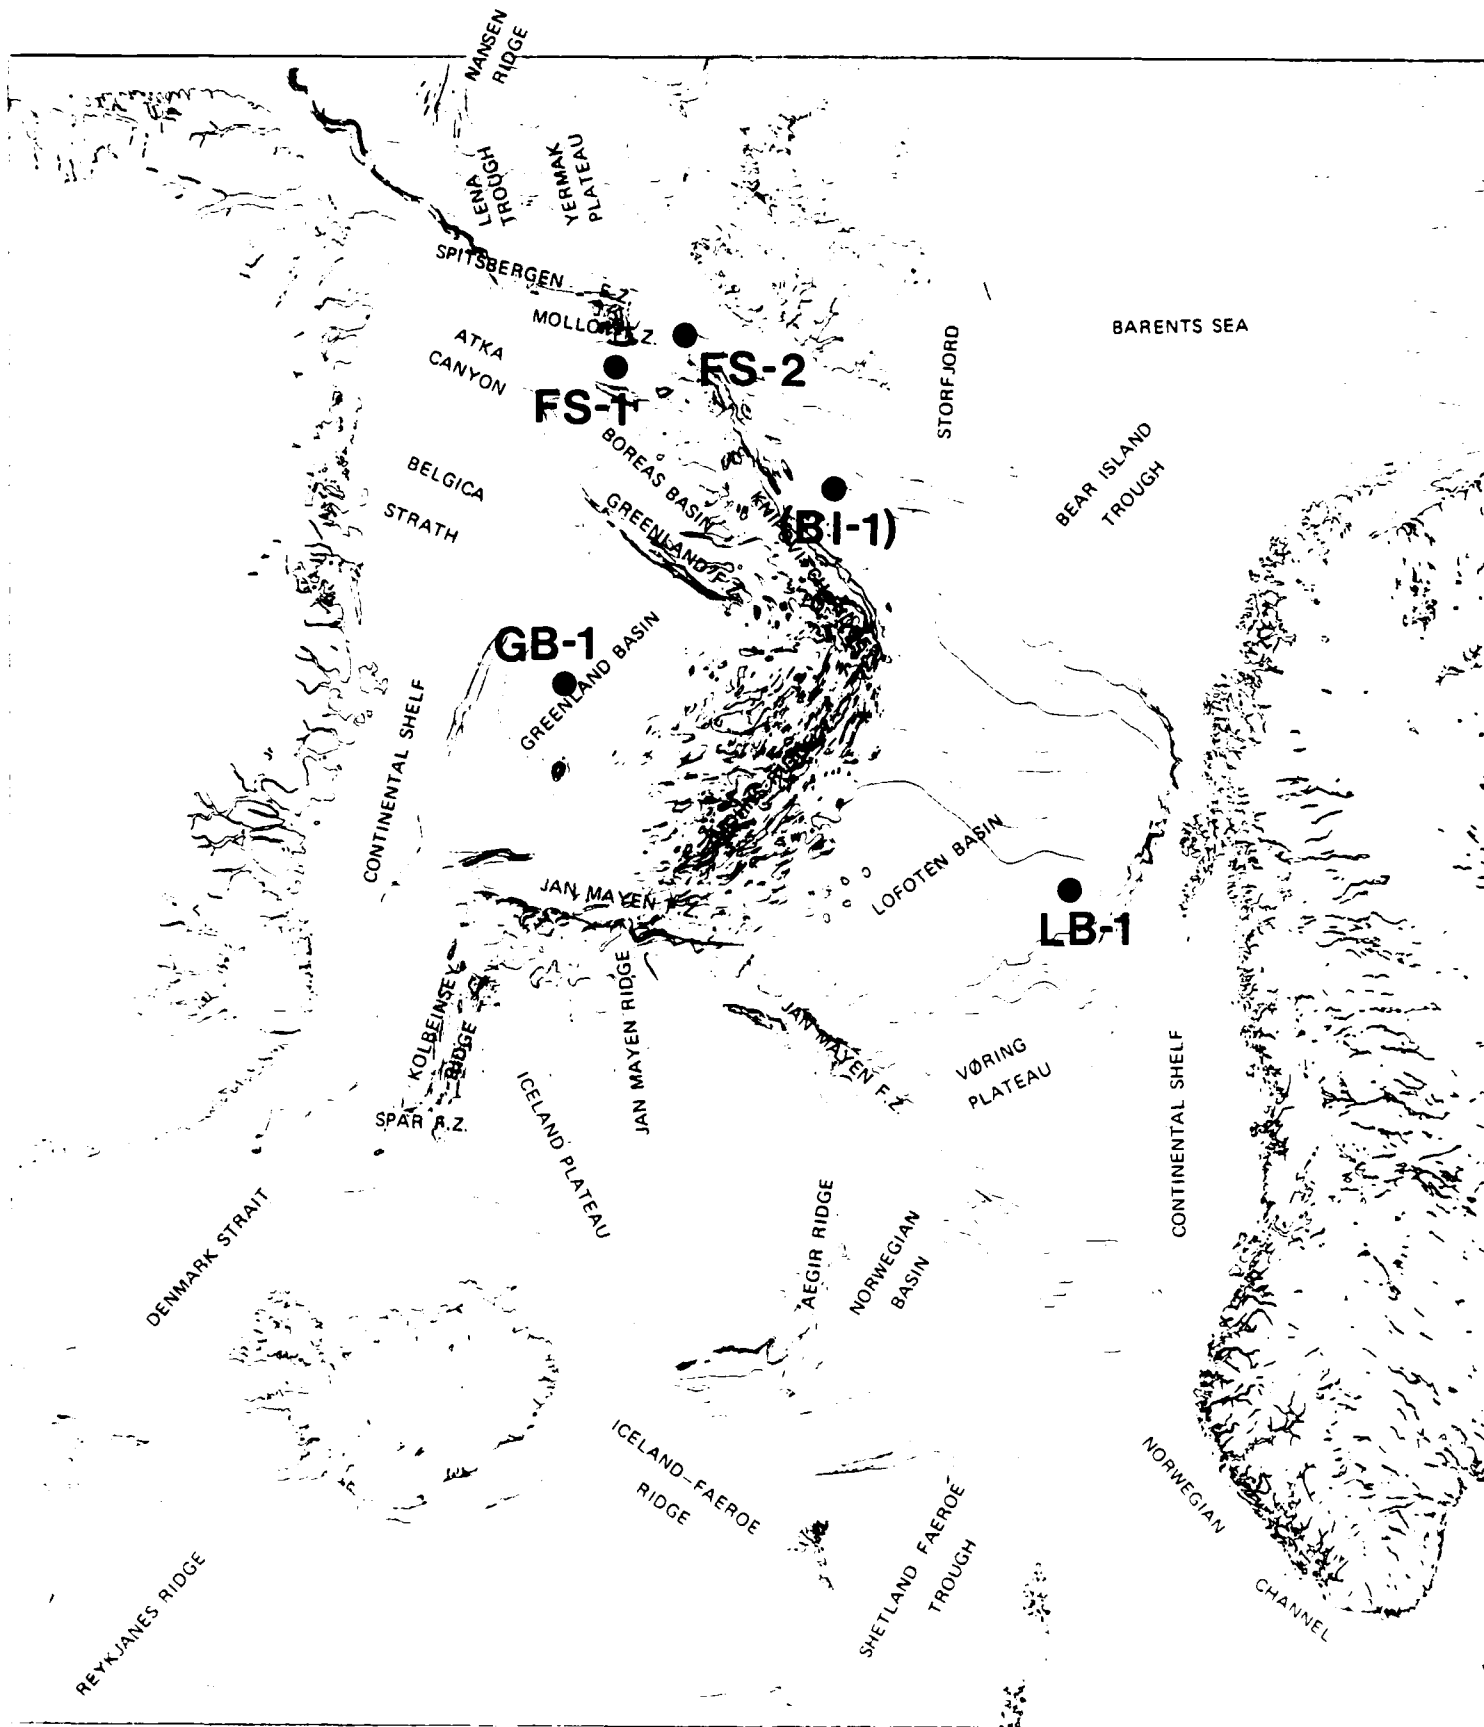 NANSEN
RIDGE
LENA
TROUGH
YERMAK
PLATEAU
SPITSBERGEN
F.Z.
MOLLOY F.Z.
ATKA
CANYON
FS-2
FS-1
STORFJORD
BARENTS SEA
BELGICA
STRATH
BOREAS BASIN
GREENLAND F.Z.
(BI-1)
BEAR ISLAND
TROUGH
GB-1
GREENLAND BASIN
CONTINENTAL SHELF
JAN MAYEN
LOFOTEN BASIN
LB-1
KOLBEINSEY
RIDGE
JAN MAYEN RIDGE
JAN MAYEN F.Z.
VØRING
PLATEAU
CONTINENTAL SHELF
SPAR F.Z.
ICELAND PLATEAU
DENMARK STRAIT
AEGIR RIDGE
NORWEGIAN
BASIN
ICELAND-FAEROE
RIDGE
SHETLAND FAEROE
TROUGH
NORWEGIAN
CHANNEL
REYKJANES RIDGE